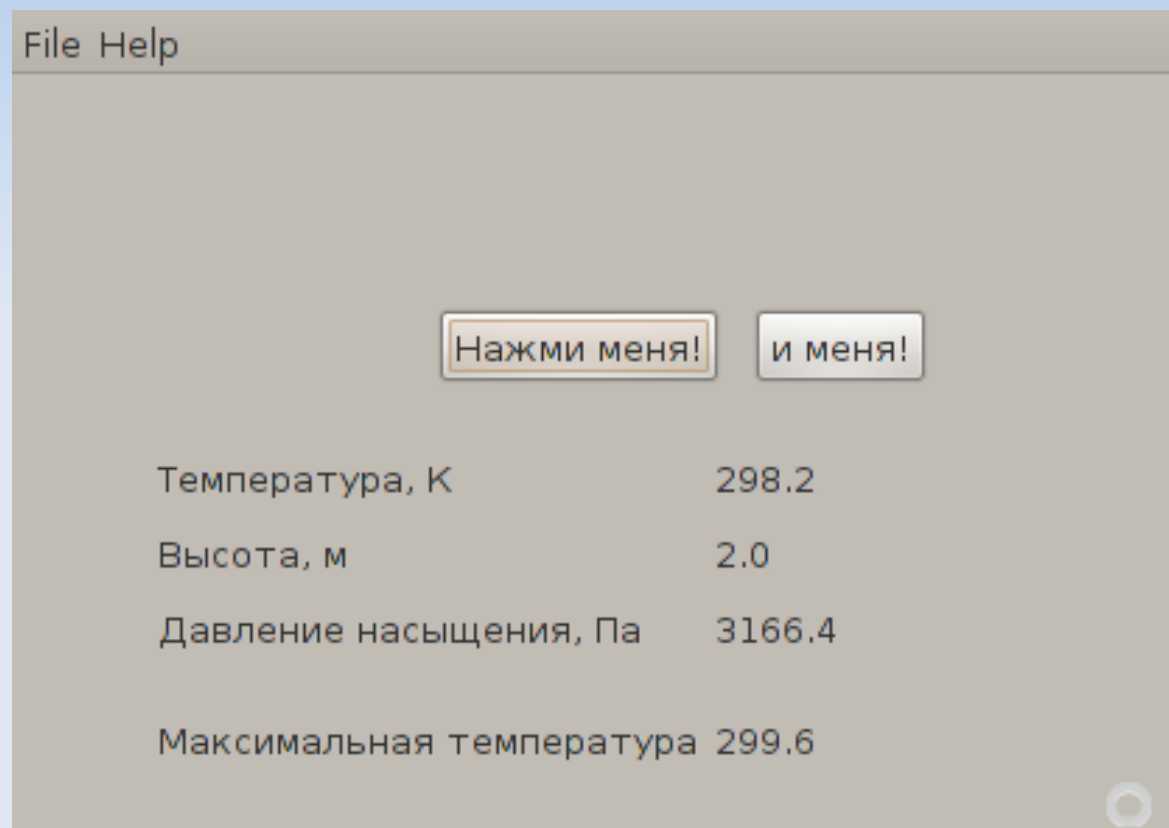 File Help
Нажми меня! и меня!
Температура, К 298.2
Высота, м 2.0
Давление насыщения, Па 3166.4
Максимальная температура 299.6